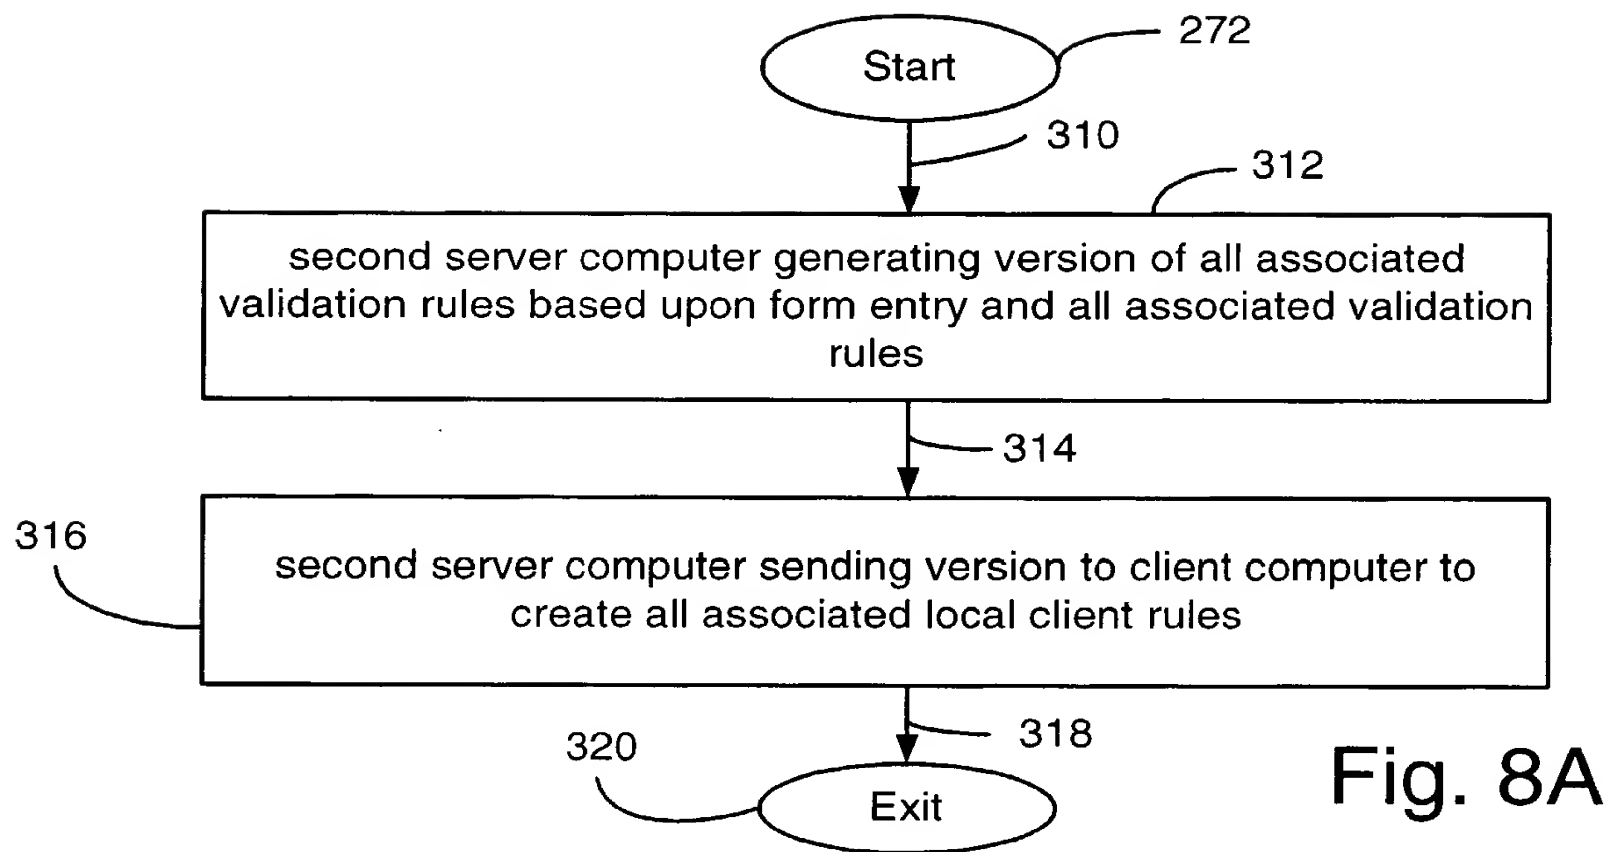 Start
272
310
312
second server computer generating version of all associated
validation rules based upon form entry and all associated validation
rules
314
316
second server computer sending version to client computer to
create all associated local client rules
318
320
Exit
Fig. 8A